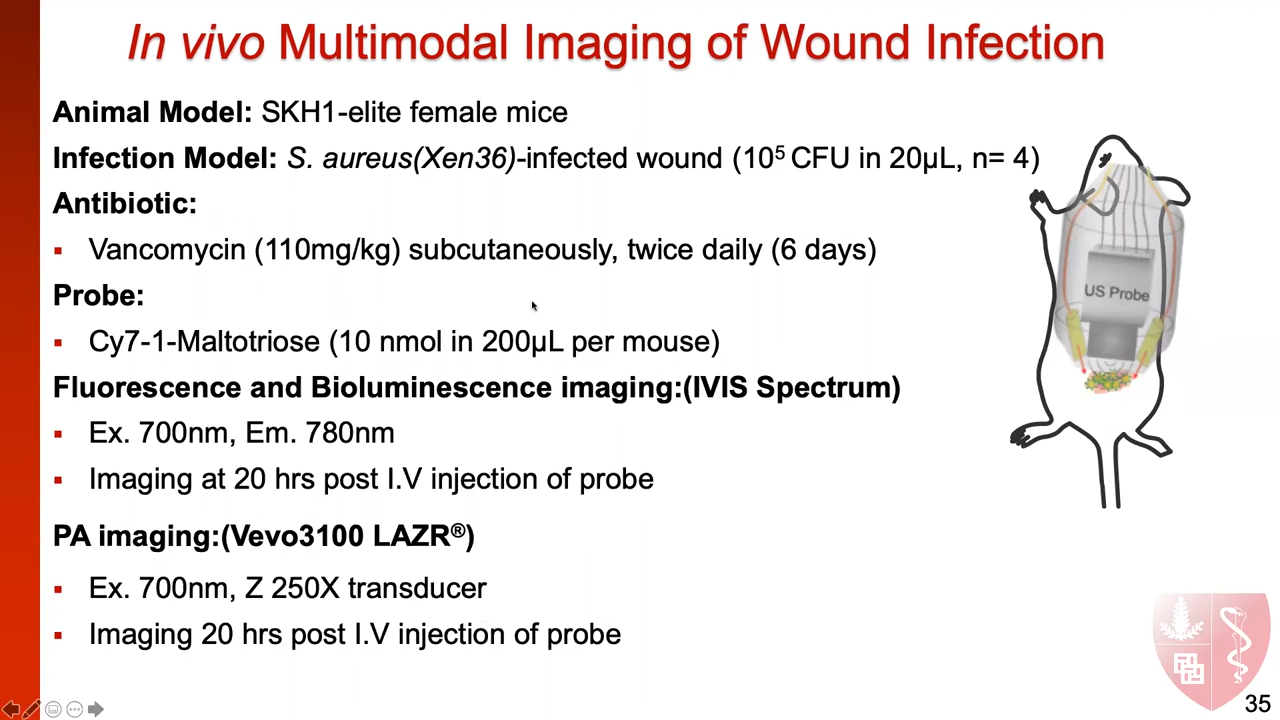 In vivo Multimodal Imaging of Wound Infection
Animal Model: SKH1-elite female mice
Infection Model: S. aureus(Xen36)-infected wound (10⁵ CFU in 20µL, n= 4)
Antibiotic:
▪ Vancomycin (110mg/kg) subcutaneously, twice daily (6 days)
Probe:
▪ Cy7-1-Maltotriose (10 nmol in 200µL per mouse)
Fluorescence and Bioluminescence imaging:(IVIS Spectrum)
▪ Ex. 700nm, Em. 780nm
▪ Imaging at 20 hrs post I.V injection of probe
PA imaging:(Vevo3100 LAZR®)
▪ Ex. 700nm, Z 250X transducer
▪ Imaging 20 hrs post I.V injection of probe
US Probe
35